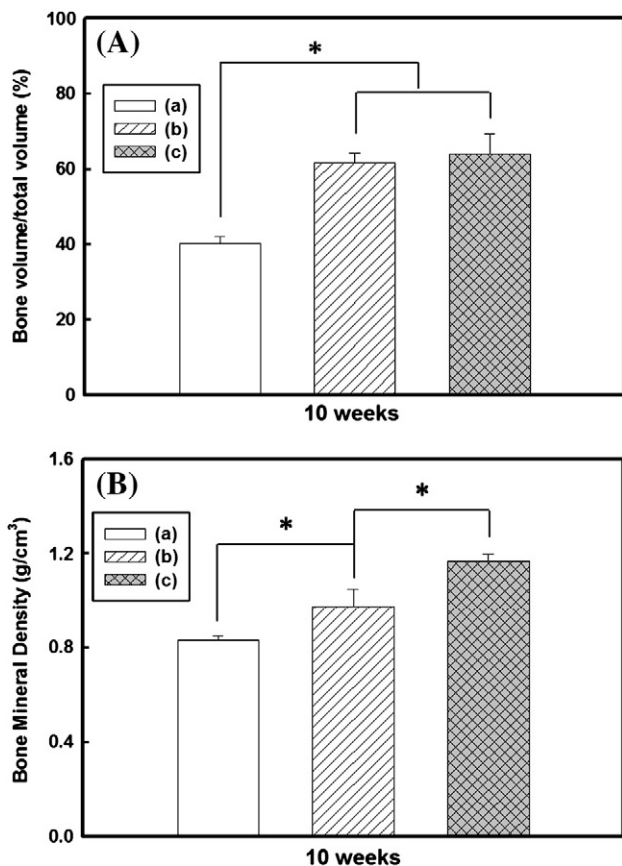 (A)
Bone volume/total volume (%)
100
80
60
40
20
0
(a)
(b)
(c)
*
10 weeks
(B)
Bone Mineral Density (g/cm³)
1.6
1.2
0.8
0.4
0.0
(a)
(b)
(c)
*
*
10 weeks